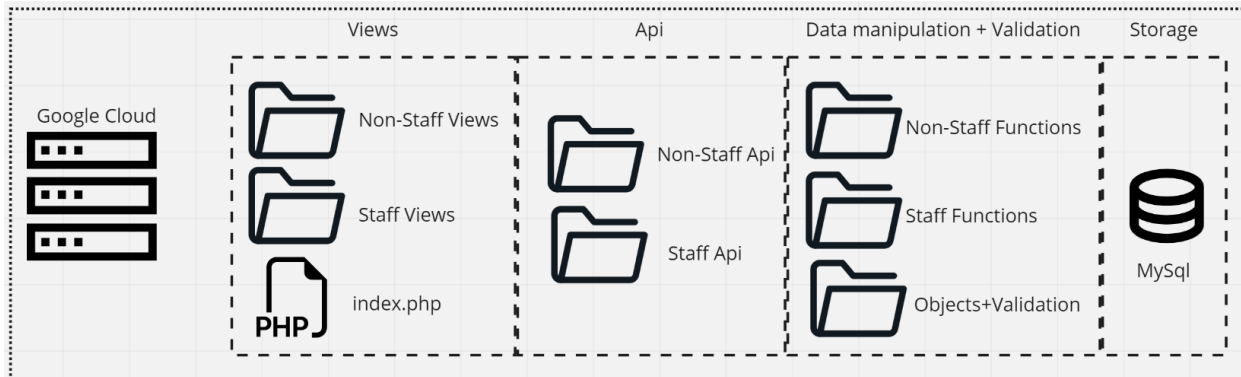 Views
Api
Data manipulation + Validation
Storage
Google Cloud
Non-Staff Views
Staff Views
PHP
index.php
Non-Staff Api
Staff Api
Non-Staff Functions
Staff Functions
Objects+Validation
MySql